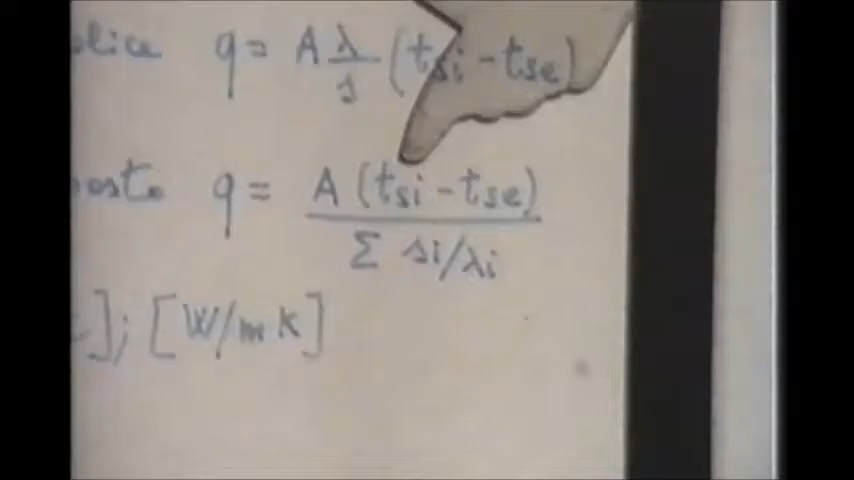 q = A λ/s (tsi - tse)
q = A (tsi - tse)
Σ si/λi
]; [W/m K]